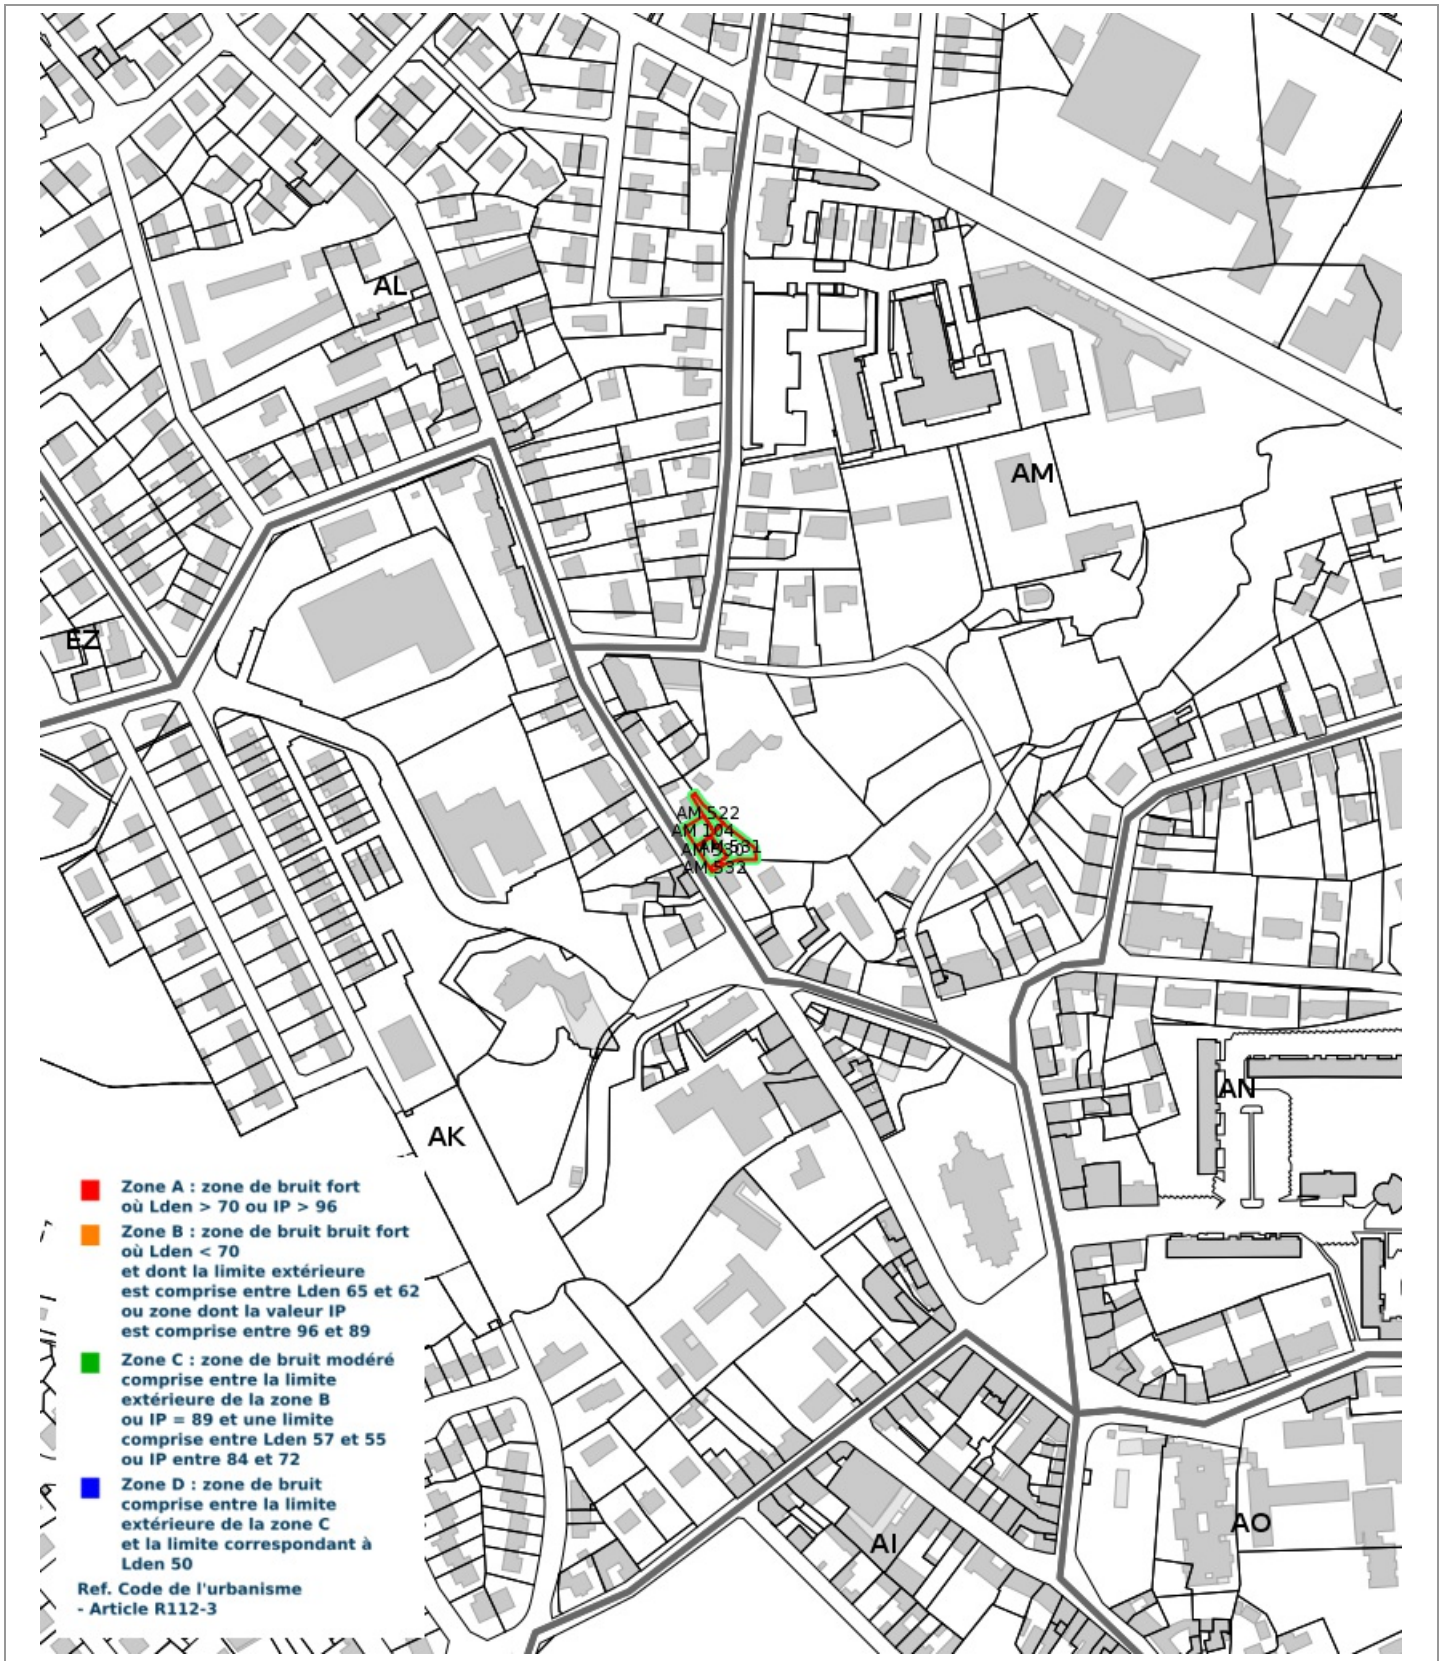 AL
AM
EZ
AM 522
AM 104
AM 531
AM 532
AN
AK
Zone A : zone de bruit fort
où Lden > 70 ou IP > 96
Zone B : zone de bruit bruit fort
où Lden < 70
et dont la limite extérieure
est comprise entre Lden 65 et 62
ou zone dont la valeur IP
est comprise entre 96 et 89
Zone C : zone de bruit modéré
comprise entre la limite
extérieure de la zone B
ou IP = 89 et une limite
comprise entre Lden 57 et 55
ou IP entre 84 et 72
Zone D : zone de bruit
comprise entre la limite
extérieure de la zone C
et la limite correspondant à
Lden 50
Ref. Code de l'urbanisme
- Article R112-3
AO
AI